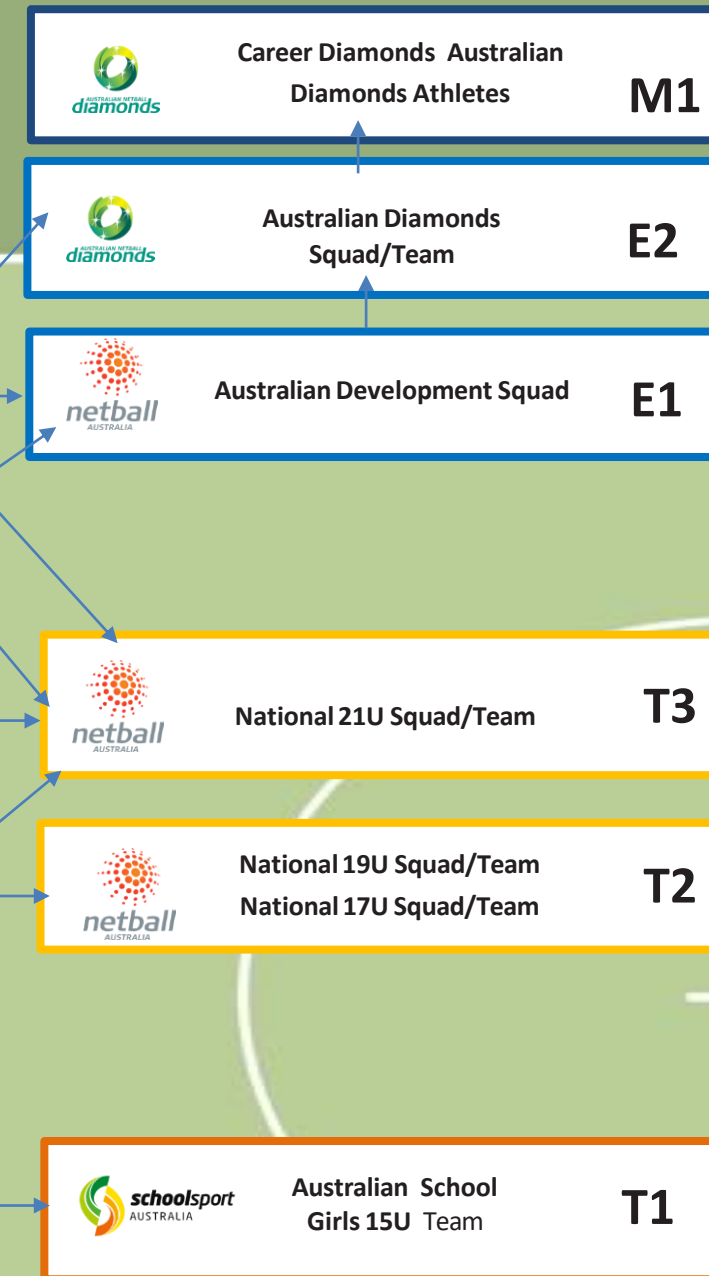 Career Diamonds Australian
Diamonds Athletes
M1
AUSTRALIAN NETBALL
diamonds
Australian Diamonds
Squad/Team
E2
AUSTRALIAN NETBALL
diamonds
Australian Development Squad
E1
netball
AUSTRALIA
National 21U Squad/Team
T3
netball
AUSTRALIA
National 19U Squad/Team
National 17U Squad/Team
T2
netball
AUSTRALIA
schoolsport
AUSTRALIA
Australian School
Girls 15U Team
T1